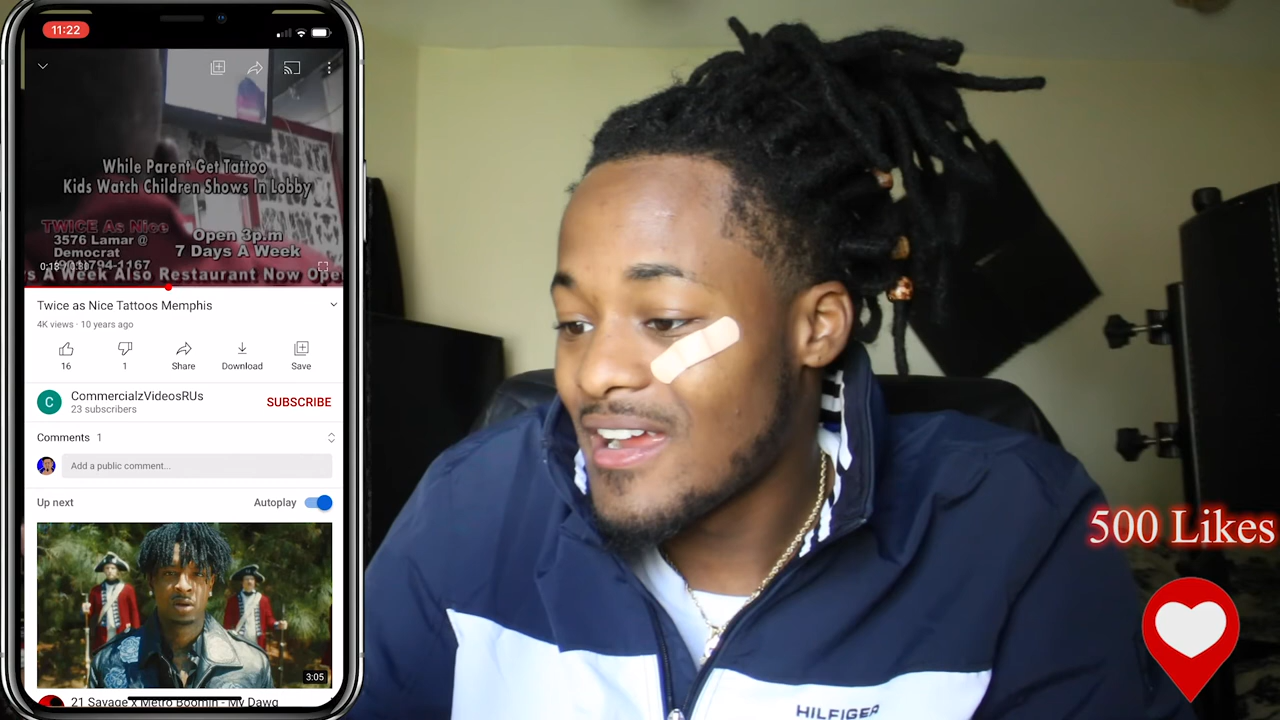 11:22
While Parent Get Tattoo
Kids Watch Children Shows In Lobby
TWICE As Nice
3576 Lamar @
Democrat
794-1167
Open 3p.m
7 Days A Week
s A Week Also Restaurant Now Ope
Twice as Nice Tattoos Memphis
4K views · 10 years ago
16
1
Share
Download
Save
C
CommercialzVideosRUs
23 subscribers
SUBSCRIBE
Comments 1
Add a public comment...
Up next
Autoplay
3:05
21 Savage x Metro Boomin - My Dawg
500 Likes
HILFIGER